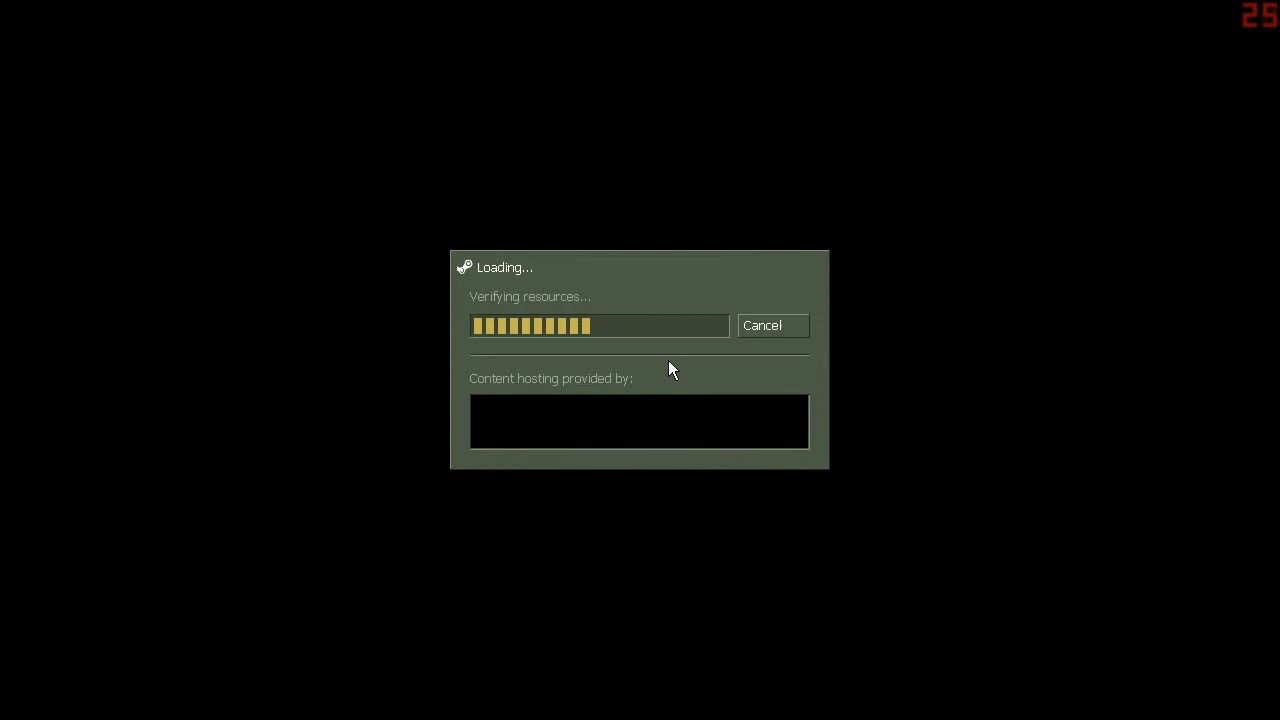 25
Loading...
Verifying resources...
Cancel
Content hosting provided by: